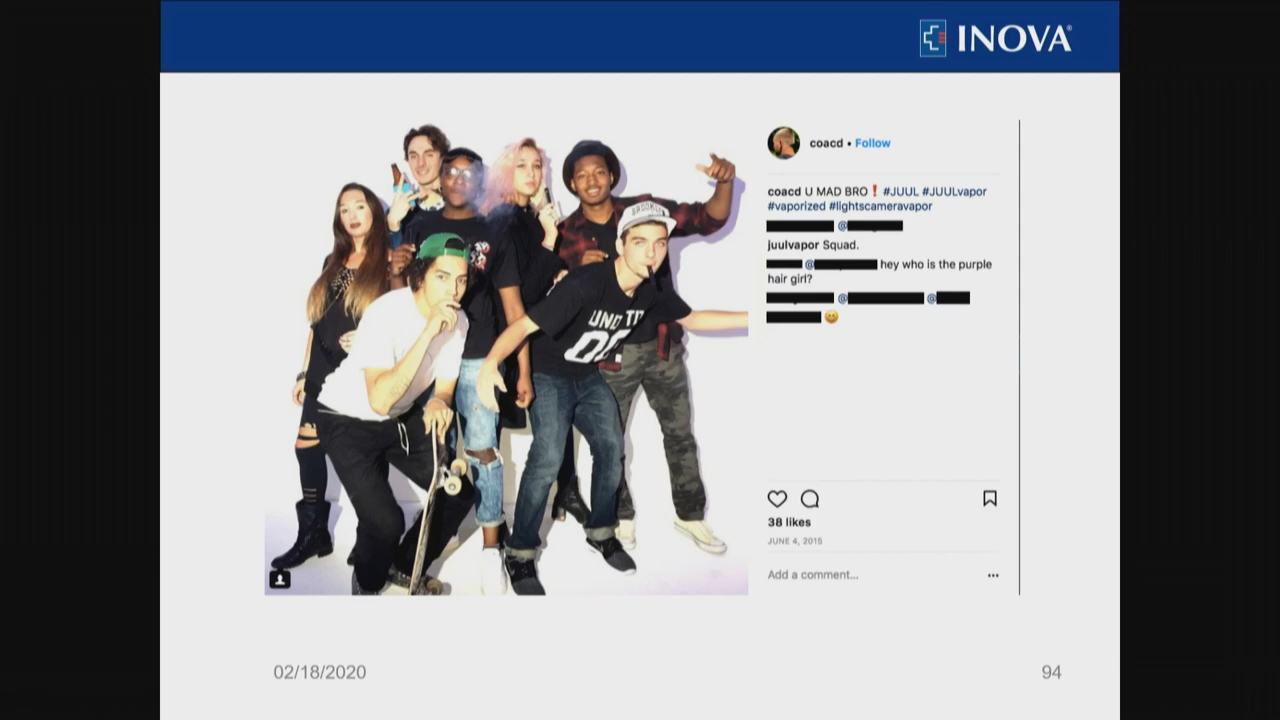 INOVA®
coacd • Follow
coacd U MAD BRO❗ #JUUL #JUULvapor
#vaporized #lightscameravapor
@
juulvapor Squad.
@ hey who is the purple
hair girl?
@ @
😊
38 likes
JUNE 4, 2015
Add a comment...
02/18/2020
94